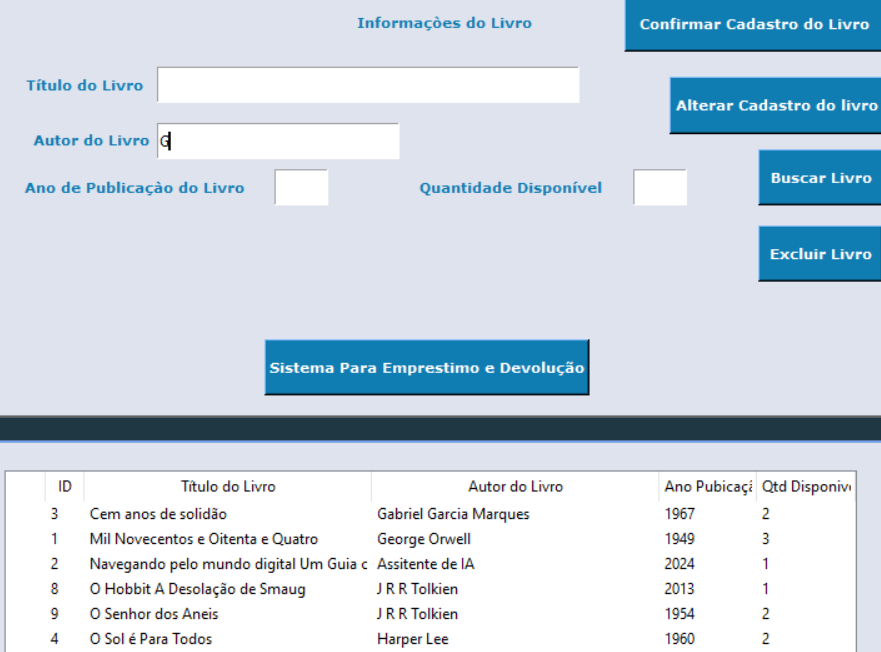 Informaçòes do Livro
Confirmar Cadastro do Livro
Título do Livro
Alterar Cadastro do livro
Autor do Livro G
Ano de Publicaçào do Livro
Quantidade Disponível
Buscar Livro
Excluir Livro
Sistema Para Emprestimo e Devolução
ID Título do Livro Autor do Livro Ano Pubicaçã Qtd Disponive
3 Cem anos de solidão Gabriel Garcia Marques 1967 2
1 Mil Novecentos e Oitenta e Quatro George Orwell 1949 3
2 Navegando pelo mundo digital Um Guia c Assitente de IA 2024 1
8 O Hobbit A Desolação de Smaug J R R Tolkien 2013 1
9 O Senhor dos Aneis J R R Tolkien 1954 2
4 O Sol é Para Todos Harper Lee 1960 2